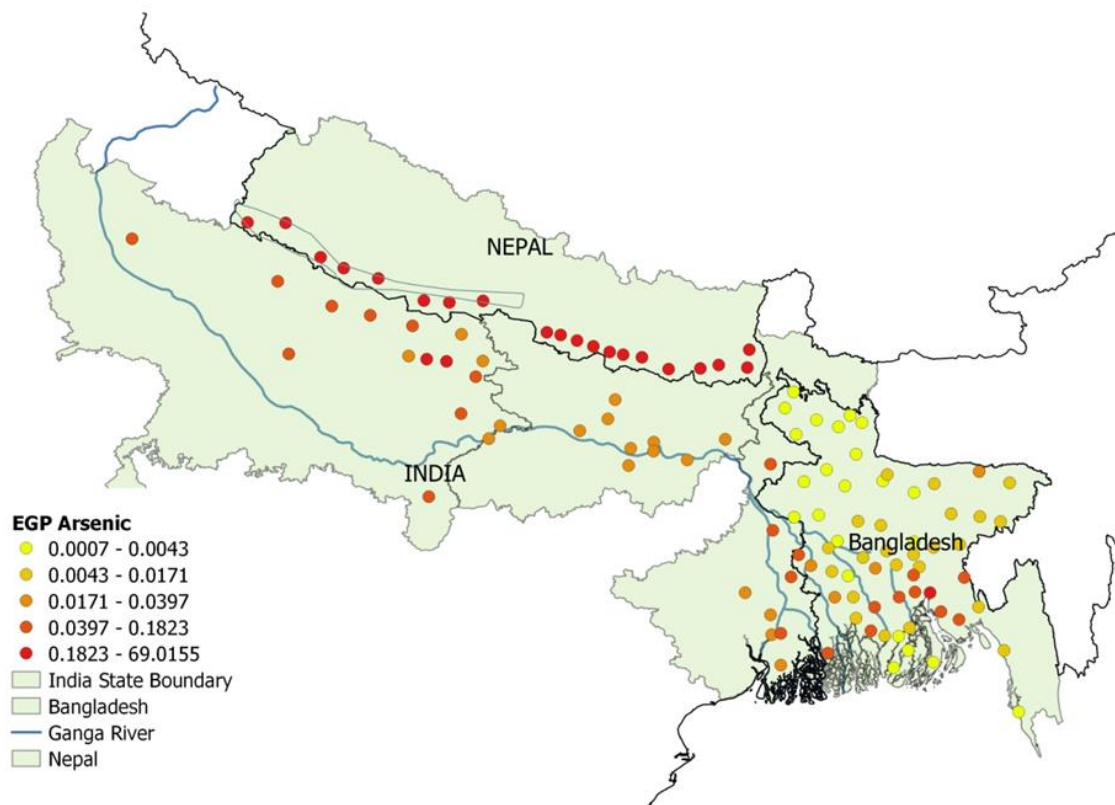 NEPAL
INDIA
Bangladesh
EGP Arsenic
0.0007 - 0.0043
0.0043 - 0.0171
0.0171 - 0.0397
0.0397 - 0.1823
0.1823 - 69.0155
India State Boundary
Bangladesh
Ganga River
Nepal